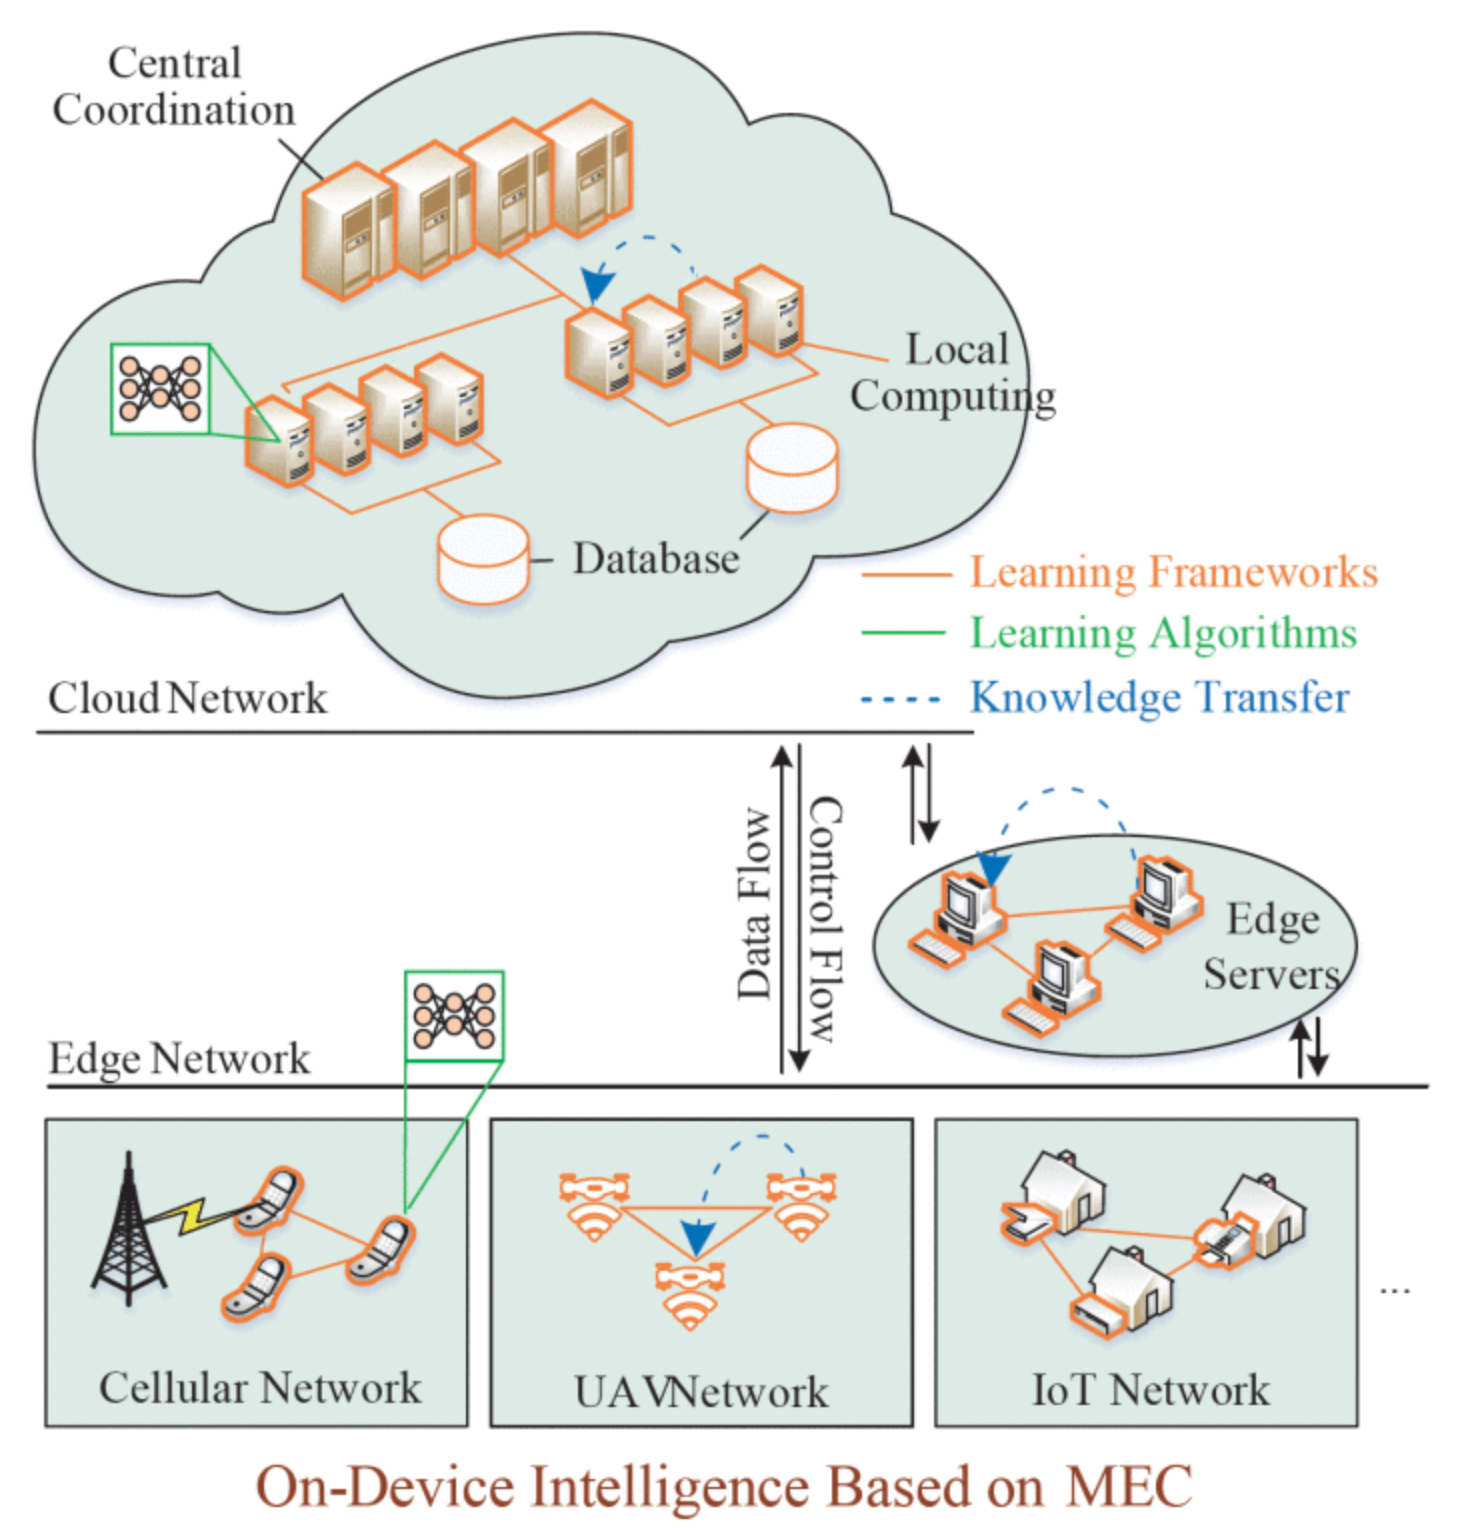 Central
Coordination
Local
Computing
Database
Learning Frameworks
Learning Algorithms
Knowledge Transfer
Cloud Network
Data Flow
Control Flow
Edge
Servers
Edge Network
Cellular Network
UAVNetwork
IoT Network
...
On-Device Intelligence Based on MEC